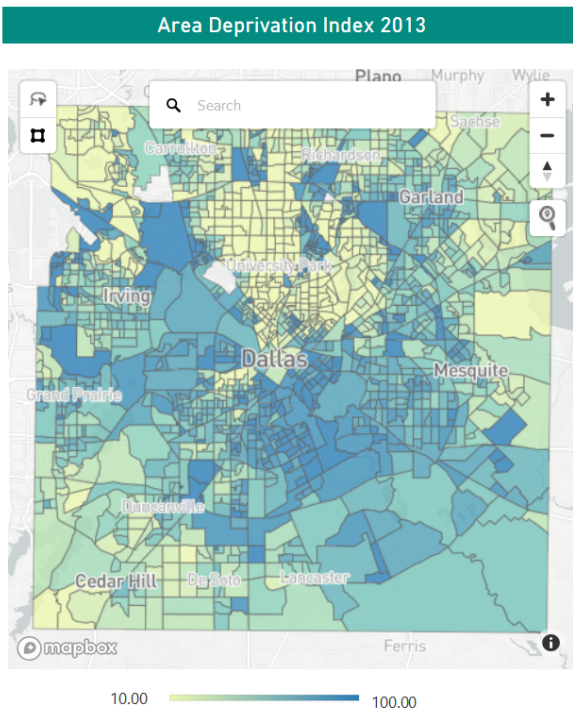 Area Deprivation Index 2013
Plano
Murphy
Wylie
Search
Sachse
Carrollton
Richardson
Garland
University Park
Irving
Dallas
Mesquite
Grand Prairie
Duncanville
Cedar Hill
De Soto
Lancaster
mapbox
Ferris
10.00
100.00